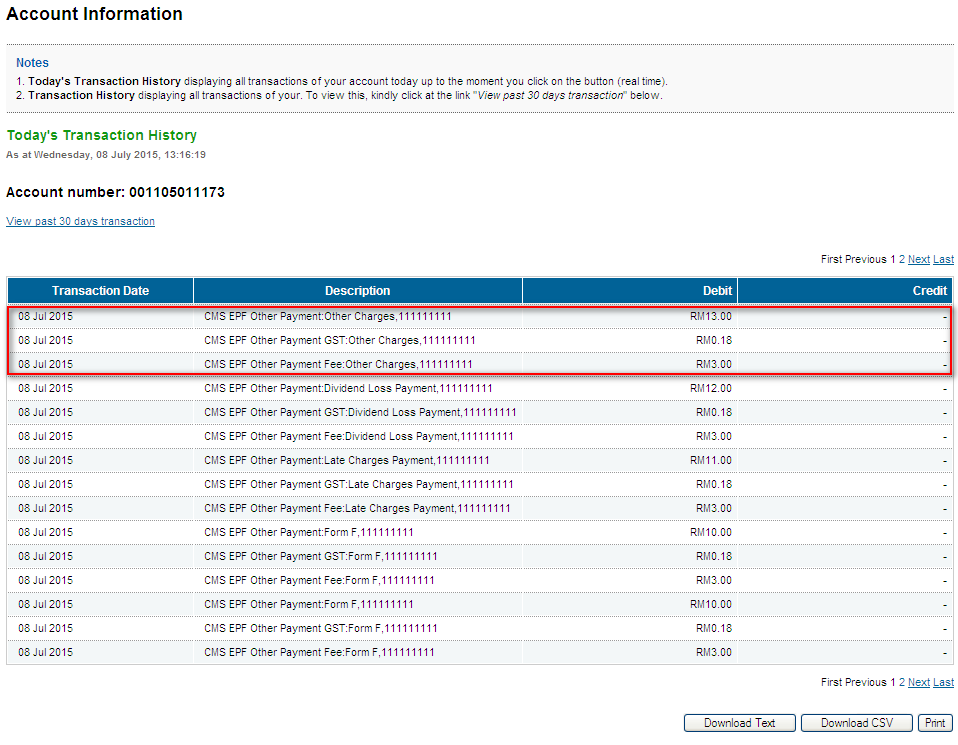 Account Information
Notes
1. Today's Transaction History displaying all transactions of your account today up to the moment you click on the button (real time).
2. Transaction History displaying all transactions of your. To view this, kindly click at the link "View past 30 days transaction" below.
Today's Transaction History
As at Wednesday, 08 July 2015, 13:16:19
Account number: 001105011173
View past 30 days transaction
First Previous 1 2 Next Last
Transaction Date Description Debit Credit
08 Jul 2015 CMS EPF Other Payment:Other Charges,111111111 RM13.00 -
08 Jul 2015 CMS EPF Other Payment GST:Other Charges,111111111 RM0.18 -
08 Jul 2015 CMS EPF Other Payment Fee:Other Charges,111111111 RM3.00 -
08 Jul 2015 CMS EPF Other Payment:Dividend Loss Payment,111111111 RM12.00 -
08 Jul 2015 CMS EPF Other Payment GST:Dividend Loss Payment,111111111 RM0.18 -
08 Jul 2015 CMS EPF Other Payment Fee:Dividend Loss Payment,111111111 RM3.00 -
08 Jul 2015 CMS EPF Other Payment:Late Charges Payment,111111111 RM11.00 -
08 Jul 2015 CMS EPF Other Payment GST:Late Charges Payment,111111111 RM0.18 -
08 Jul 2015 CMS EPF Other Payment Fee:Late Charges Payment,111111111 RM3.00 -
08 Jul 2015 CMS EPF Other Payment:Form F,111111111 RM10.00 -
08 Jul 2015 CMS EPF Other Payment GST:Form F,111111111 RM0.18 -
08 Jul 2015 CMS EPF Other Payment Fee:Form F,111111111 RM3.00 -
08 Jul 2015 CMS EPF Other Payment:Form F,111111111 RM10.00 -
08 Jul 2015 CMS EPF Other Payment GST:Form F,111111111 RM0.18 -
08 Jul 2015 CMS EPF Other Payment Fee:Form F,111111111 RM3.00 -
First Previous 1 2 Next Last
Download Text Download CSV Print